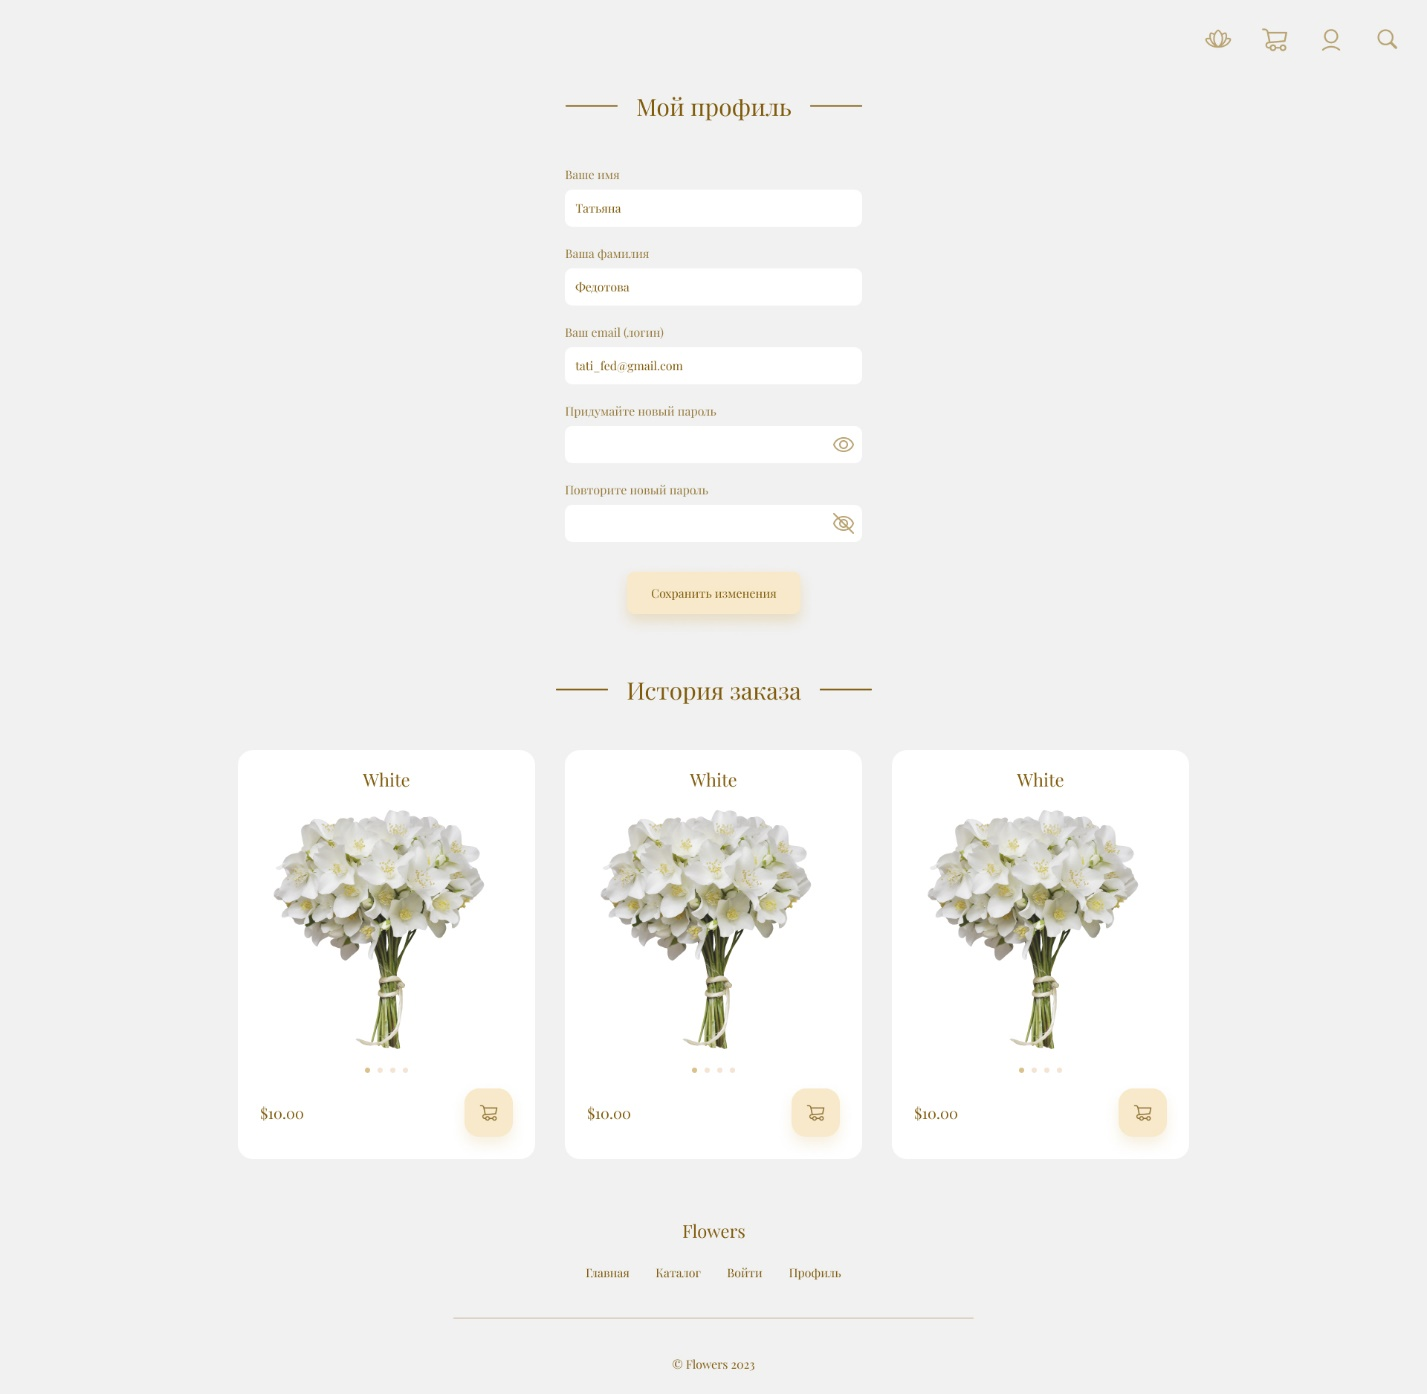 Мой профиль
Ваше имя
Татьяна
Ваша фамилия
Федотова
Ваш email (логин)
tati_fed@gmail.com
Придумайте новый пароль
Повторите новый пароль
Сохранить изменения
История заказа
White
White
White
$10.00
$10.00
$10.00
Flowers
Главная Каталог Войти Профиль
© Flowers 2023